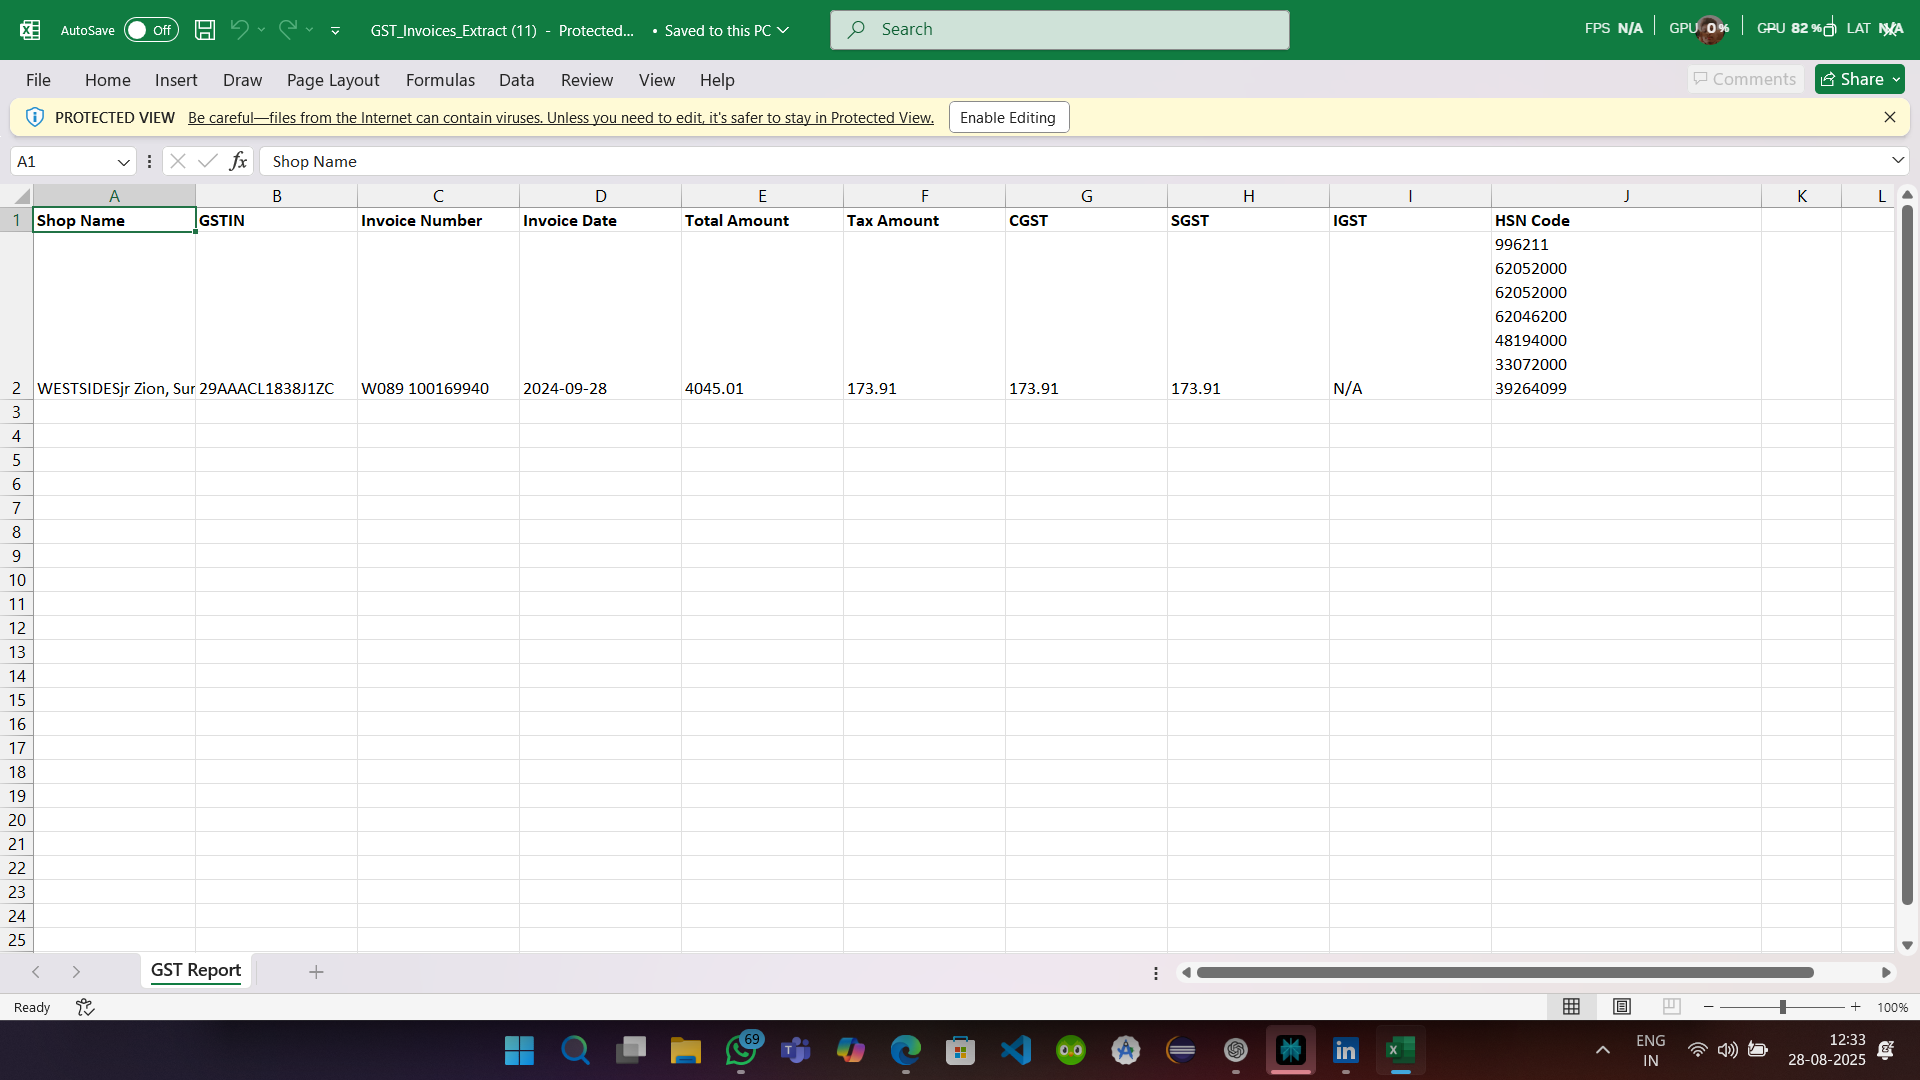 AutoSave Off GST_Invoices_Extract (11) - Protected... • Saved to this PC Search FPS N/A GPU 0% CPU 82% LAT N/A
File Home Insert Draw Page Layout Formulas Data Review View Help Comments Share
PROTECTED VIEW Be careful—files from the Internet can contain viruses. Unless you need to edit, it's safer to stay in Protected View. Enable Editing
A1 fx Shop Name
A B C D E F G H I J K L
1 Shop Name GSTIN Invoice Number Invoice Date Total Amount Tax Amount CGST SGST IGST HSN Code
996211
62052000
62052000
62046200
48194000
33072000
2 WESTSIDESjr Zion, Sur 29AAACL1838J1ZC W089 100169940 2024-09-28 4045.01 173.91 173.91 173.91 N/A 39264099
3
4
5
6
7
8
9
10
11
12
13
14
15
16
17
18
19
20
21
22
23
24
25
GST Report
Ready 100%
69 ENG 12:33
IN 28-08-2025